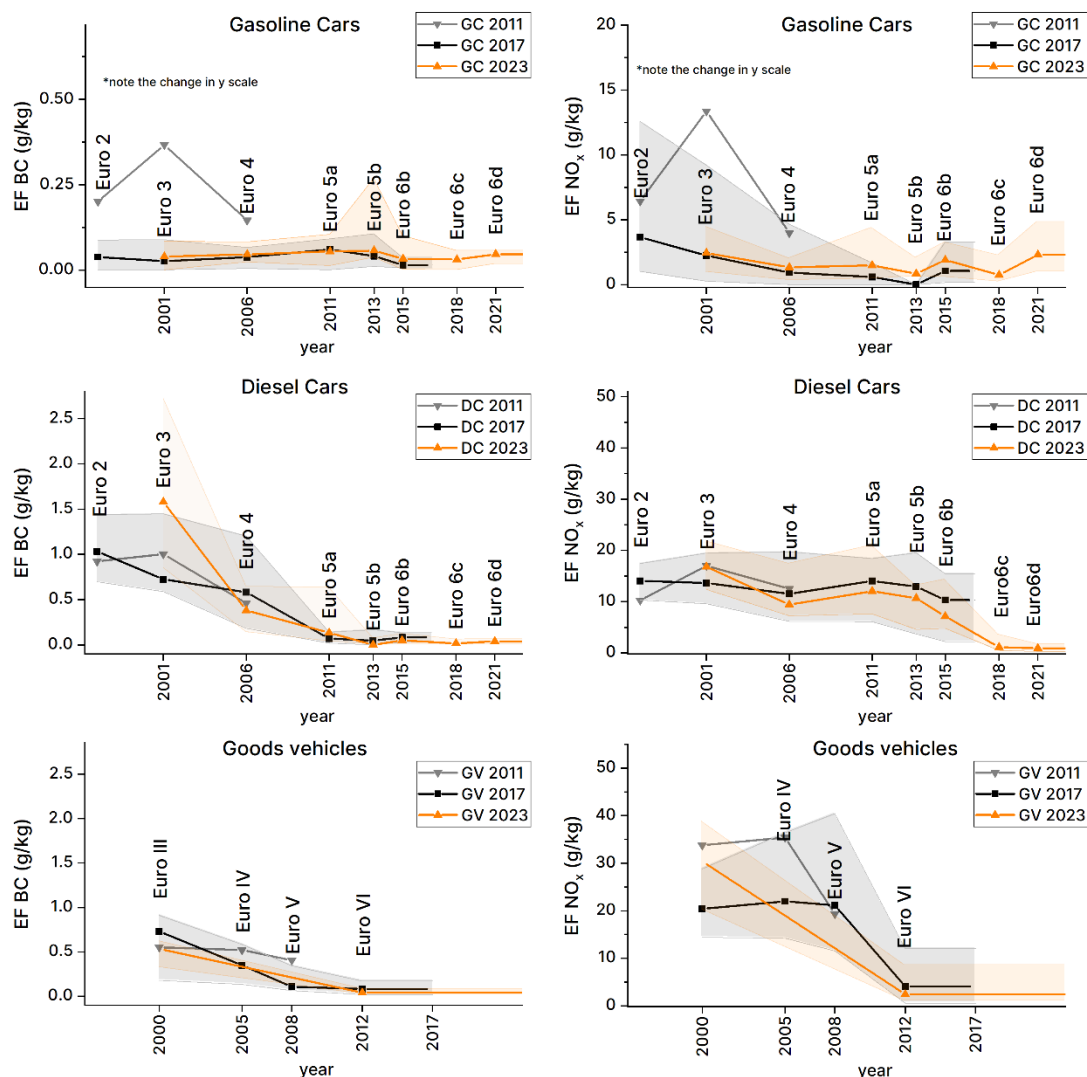 Gasoline Cars
GC 2011
GC 2017
GC 2023
*note the change in y scale
EF BC (g/kg)
0.50
0.25
0.00
Euro 2
Euro 3
Euro 4
Euro 5a
Euro 5b
Euro 6b
Euro 6c
Euro 6d
2001
2006
2011
2013
2015
2018
2021
year
GC 2011
GC 2017
GC 2023
*note the change in y scale
EF NOx (g/kg)
20
15
10
5
0
Euro2
Euro 3
Euro 4
Euro 5a
Euro 5b
Euro 6b
Euro 6c
Euro 6d
2001
2006
2011
2013
2015
2018
2021
year
Gasoline Cars
Diesel Cars
DC 2011
DC 2017
DC 2023
EF BC (g/kg)
2.5
2.0
1.5
1.0
0.5
0.0
Euro 2
Euro 3
Euro 4
Euro 5a
Euro 5b
Euro 6b
Euro 6c
Euro 6d
2001
2006
2011
2013
2015
2018
2021
year
Diesel Cars
DC 2011
DC 2017
DC 2023
EF NOx (g/kg)
50
40
30
20
10
0
Euro 2
Euro 3
Euro 4
Euro 5a
Euro 5b
Euro 6b
Euro6c
Euro6d
2001
2006
2011
2013
2015
2018
2021
year
Goods vehicles
GV 2011
GV 2017
GV 2023
EF BC (g/kg)
2.5
2.0
1.5
1.0
0.5
0.0
Euro III
Euro IV
Euro V
Euro VI
2000
2005
2008
2012
2017
year
Goods vehicles
GV 2011
GV 2017
GV 2023
EF NOx (g/kg)
50
40
30
20
10
0
Euro IV
Euro V
Euro VI
2000
2005
2008
2012
2017
year